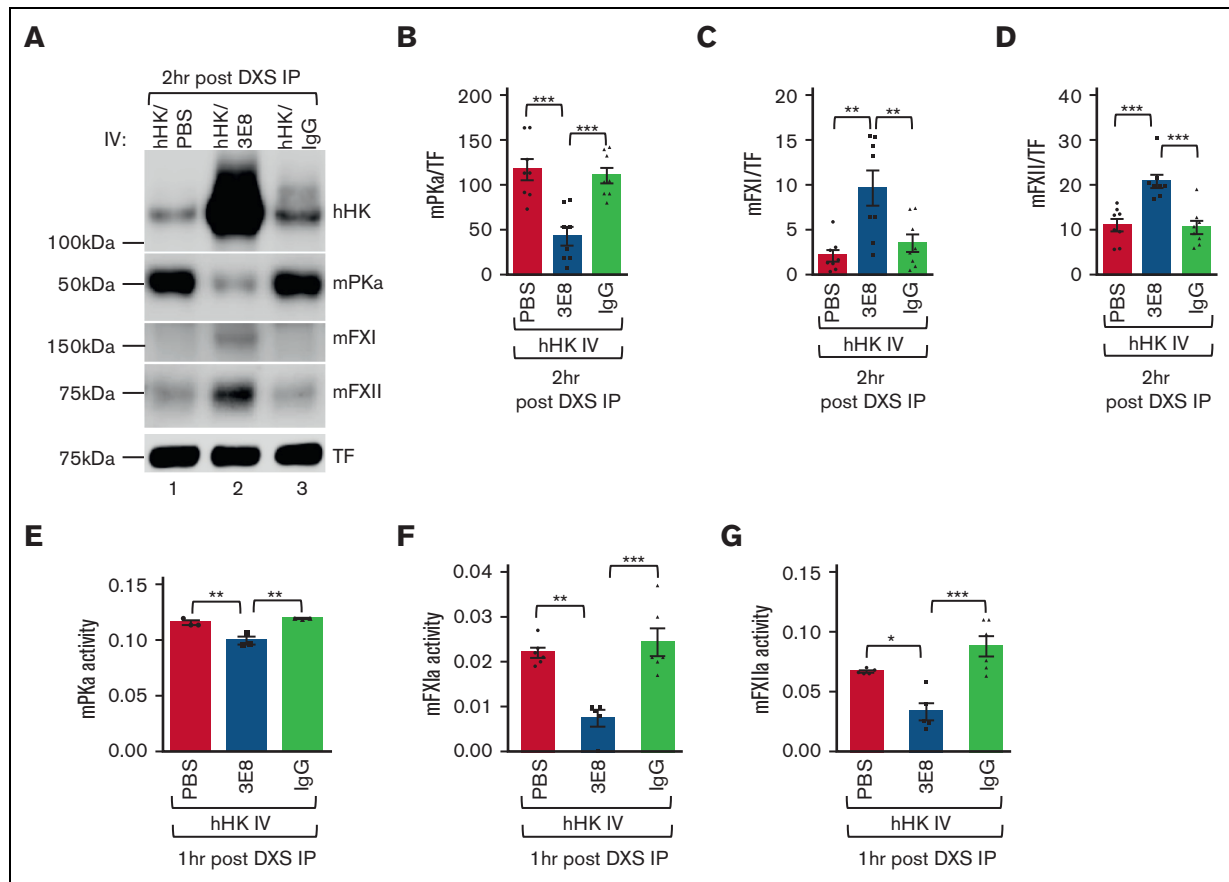 A
2hr post DXS IP
IV:
hHK/
PBS
hHK/
3E8
hHK/
IgG
hHK
100kDa
50kDa
mPKa
150kDa
mFXI
75kDa
mFXII
75kDa
TF
1 2 3
B
mPKa/TF
200
150
100
50
0
***
***
PBS
3E8
IgG
hHK IV
2hr
post DXS IP
C
mFXI/TF
15
10
5
0
**
**
PBS
3E8
IgG
hHK IV
2hr
post DXS IP
D
mFXII/TF
40
30
20
10
0
***
***
PBS
3E8
IgG
hHK IV
2hr
post DXS IP
E
mPKa activity
0.15
0.10
0.05
0.00
**
**
PBS
3E8
IgG
hHK IV
1hr post DXS IP
F
mFXIa activity
0.04
0.03
0.02
0.01
0.00
**
***
PBS
3E8
IgG
hHK IV
1hr post DXS IP
G
mFXIIa activity
0.15
0.10
0.05
0.00
*
***
PBS
3E8
IgG
hHK IV
1hr post DXS IP